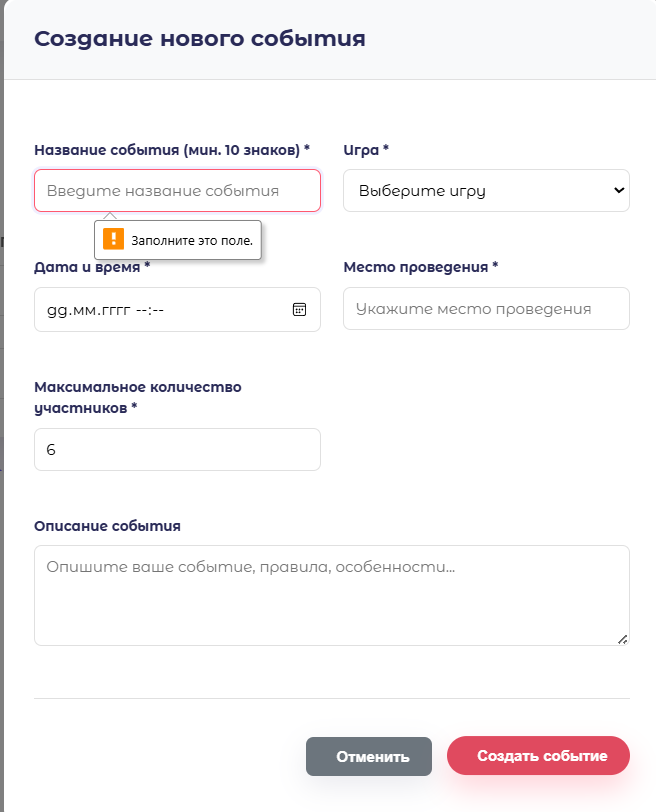 Создание нового события
Название события (мин. 10 знаков) *
Игра *
Введите название события
Выберите игру
Заполните это поле.
Дата и время *
Место проведения *
дд.мм.гггг --:--
Укажите место проведения
Максимальное количество
участников *
6
Описание события
Опишите ваше событие, правила, особенности...
Отменить
Создать событие